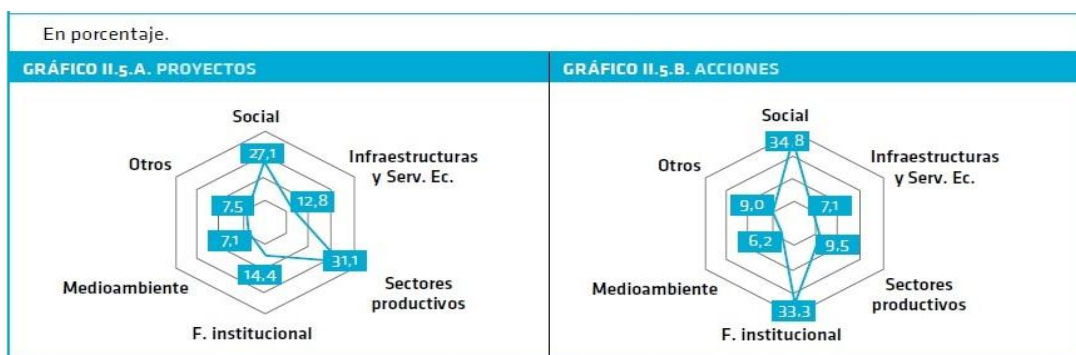 En porcentaje.
GRÁFICO II.5.A. PROYECTOS
Social
27,1
Otros
Infraestructuras
y Serv. Ec.
7,5
12,8
7,1
31,1
14,4
Medioambiente
Sectores
productivos
F. institucional
GRÁFICO II.5.B. ACCIONES
Social
34,8
Otros
Infraestructuras
y Serv. Ec.
9,0
7,1
6,2
9,5
Medioambiente
Sectores
productivos
33,3
F. institucional